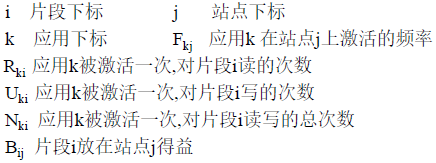 i 片段下标 j 站点下标
k 应用下标 Fkj 应用k 在站点j上激活的频率
Rki 应用k被激活一次,对片段i读的次数
Uki 应用k被激活一次,对片段i写的次数
Nki 应用k被激活一次,对片段i读写的总次数
Bij 片段i放在站点j得益